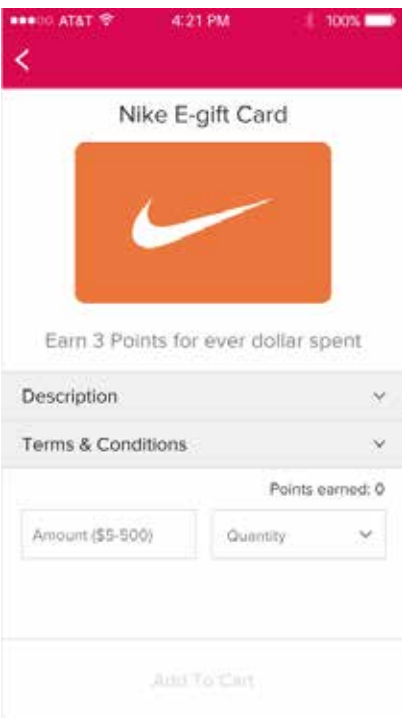 AT&T 4:21 PM 100%
Nike E-gift Card
Earn 3 Points for ever dollar spent
Description
Terms & Conditions
Points earned: 0
Amount ($5-500) Quantity
Add To Cart